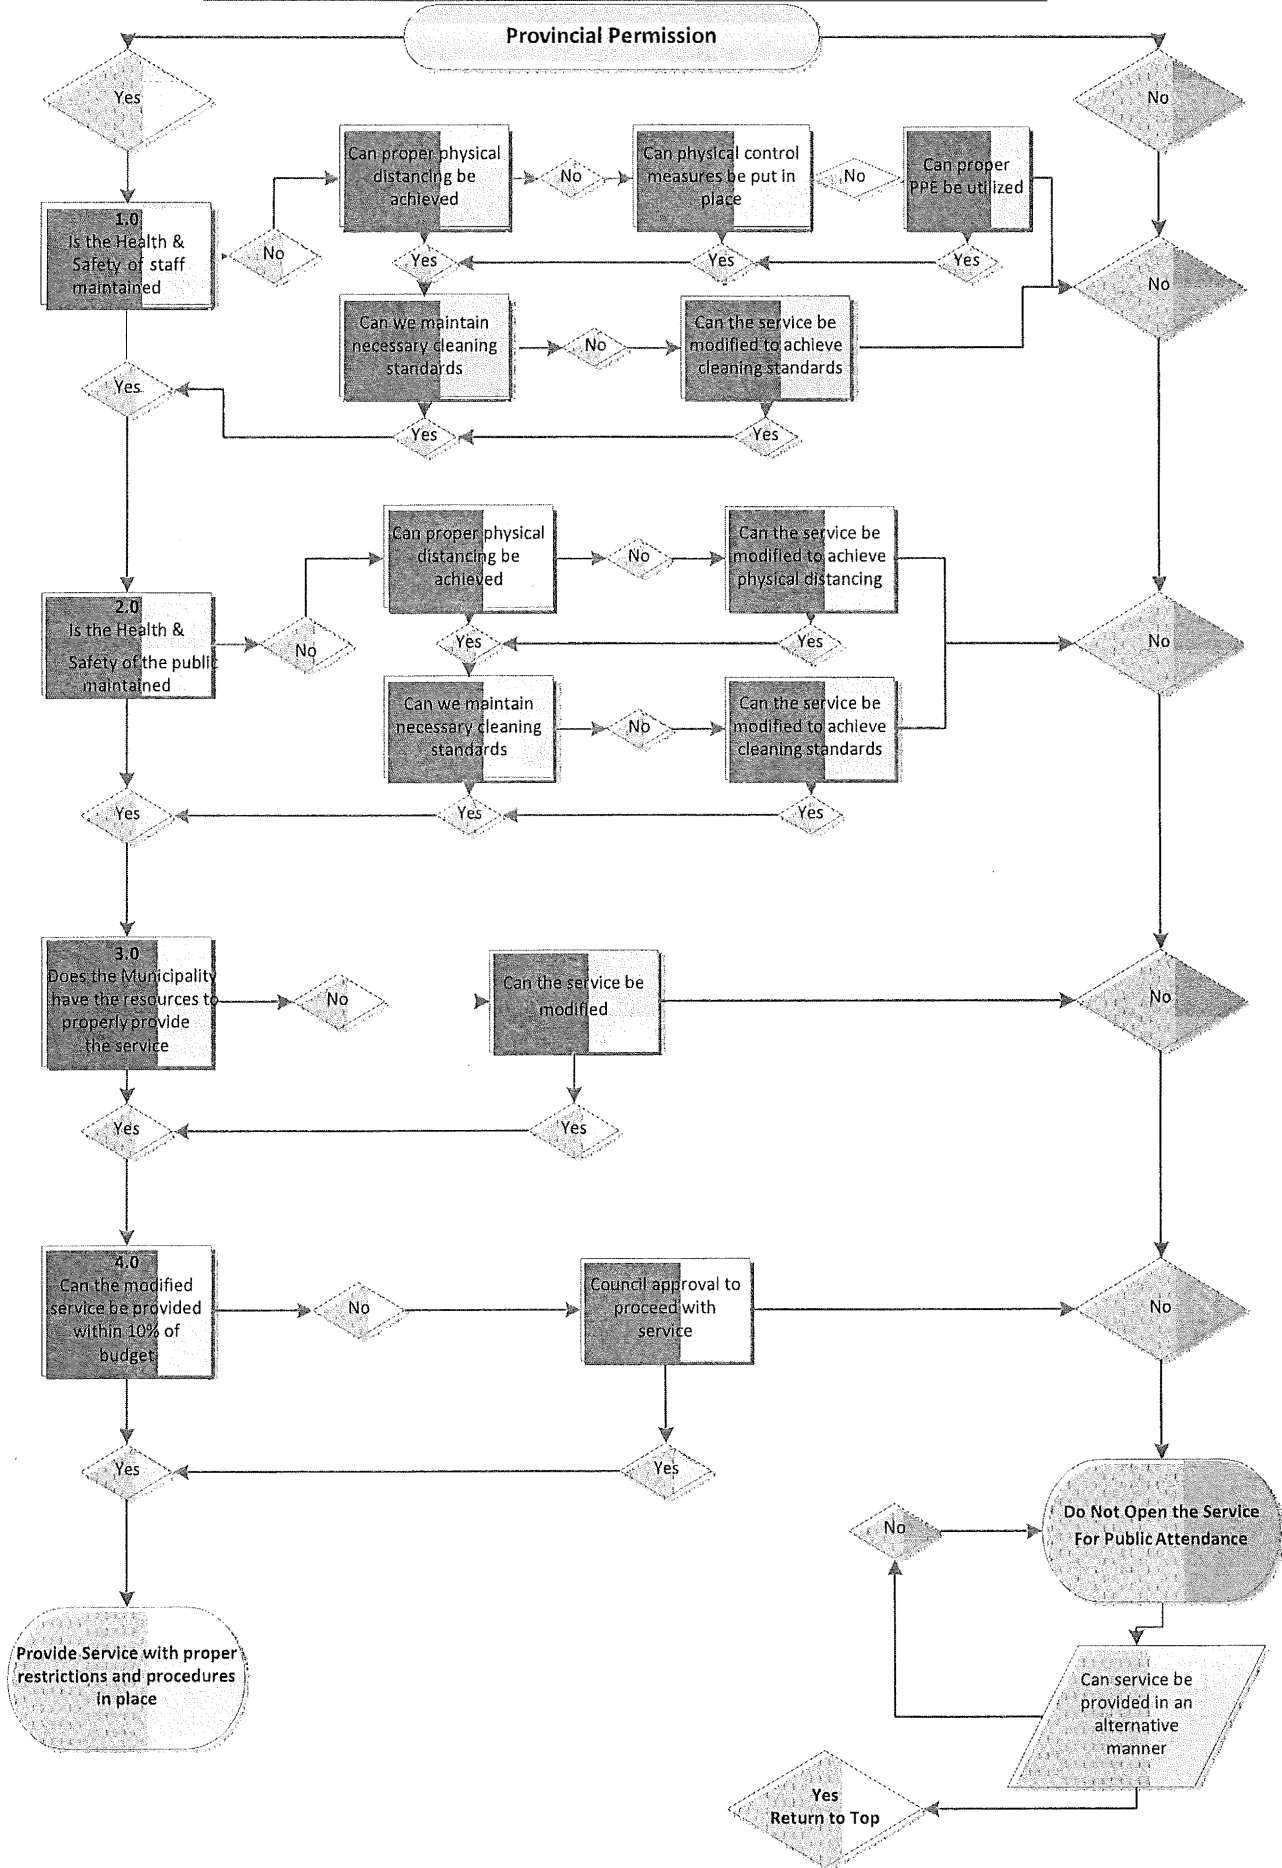 Provincial Permission
Yes
No
Can proper physical
distancing be
achieved
No
Can physical control
measures be put in
place
No
Can proper
PPE be utilized
1.0
Is the Health &
Safety of staff
maintained
No
Yes
Yes
Yes
No
Can we maintain
necessary cleaning
standards
No
Can the service be
modified to achieve
cleaning standards
Yes
Yes
Yes
Can proper physical
distancing be
achieved
No
Can the service be
modified to achieve
physical distancing
2.0
Is the Health &
Safety of the public
maintained
No
Yes
Yes
No
Can we maintain
necessary cleaning
standards
No
Can the service be
modified to achieve
cleaning standards
Yes
Yes
Yes
3.0
Does the Municipality
have the resources to
properly provide
the service
No
Can the service be
modified
No
Yes
Yes
4.0
Can the modified
service be provided
within 10% of
budget
No
Council approval to
proceed with
service
No
Yes
Yes
No
Do Not Open the Service
For Public Attendance
Provide Service with proper
restrictions and procedures
in place
Can service be
provided in an
alternative
manner
Yes
Return to Top